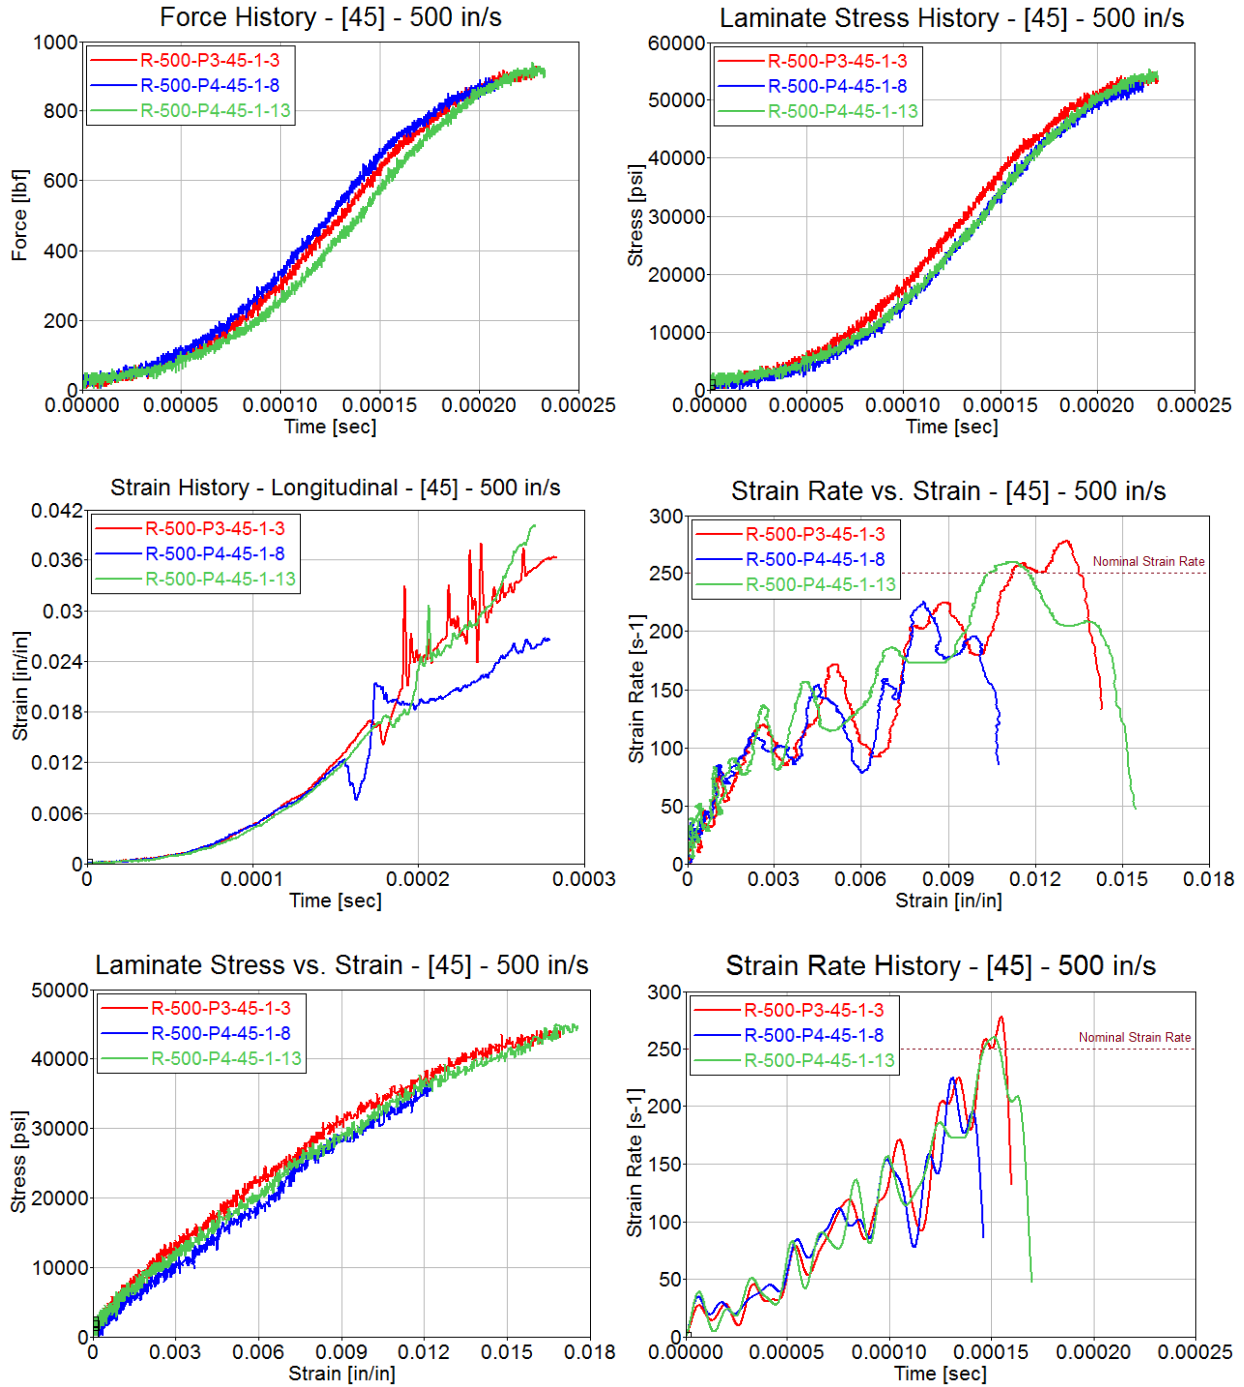 Force History - [45] - 500 in/s
1000
800
600
400
200
0
Force [lbf]
R-500-P3-45-1-3
R-500-P4-45-1-8
R-500-P4-45-1-13
0.00000 0.00005 0.00010 0.00015 0.00020 0.00025
Time [sec]
Laminate Stress History - [45] - 500 in/s
60000
50000
40000
30000
20000
10000
0
Stress [psi]
R-500-P3-45-1-3
R-500-P4-45-1-8
R-500-P4-45-1-13
0.00000 0.00005 0.00010 0.00015 0.00020 0.00025
Time [sec]
Strain History - Longitudinal - [45] - 500 in/s
0.042
0.036
0.03
0.024
0.018
0.012
0.006
0
Strain [in/in]
R-500-P3-45-1-3
R-500-P4-45-1-8
R-500-P4-45-1-13
0 0.0001 0.0002 0.0003
Time [sec]
Strain Rate vs. Strain - [45] - 500 in/s
300
250
200
150
100
50
0
Strain Rate [s-1]
R-500-P3-45-1-3
R-500-P4-45-1-8
R-500-P4-45-1-13
Nominal Strain Rate
0 0.003 0.006 0.009 0.012 0.015 0.018
Strain [in/in]
Laminate Stress vs. Strain - [45] - 500 in/s
50000
40000
30000
20000
10000
0
Stress [psi]
R-500-P3-45-1-3
R-500-P4-45-1-8
R-500-P4-45-1-13
0 0.003 0.006 0.009 0.012 0.015 0.018
Strain [in/in]
Strain Rate History - [45] - 500 in/s
300
250
200
150
100
50
0
Strain Rate [s-1]
R-500-P3-45-1-3
R-500-P4-45-1-8
R-500-P4-45-1-13
Nominal Strain Rate
0.00000 0.00005 0.00010 0.00015 0.00020 0.00025
Time [sec]